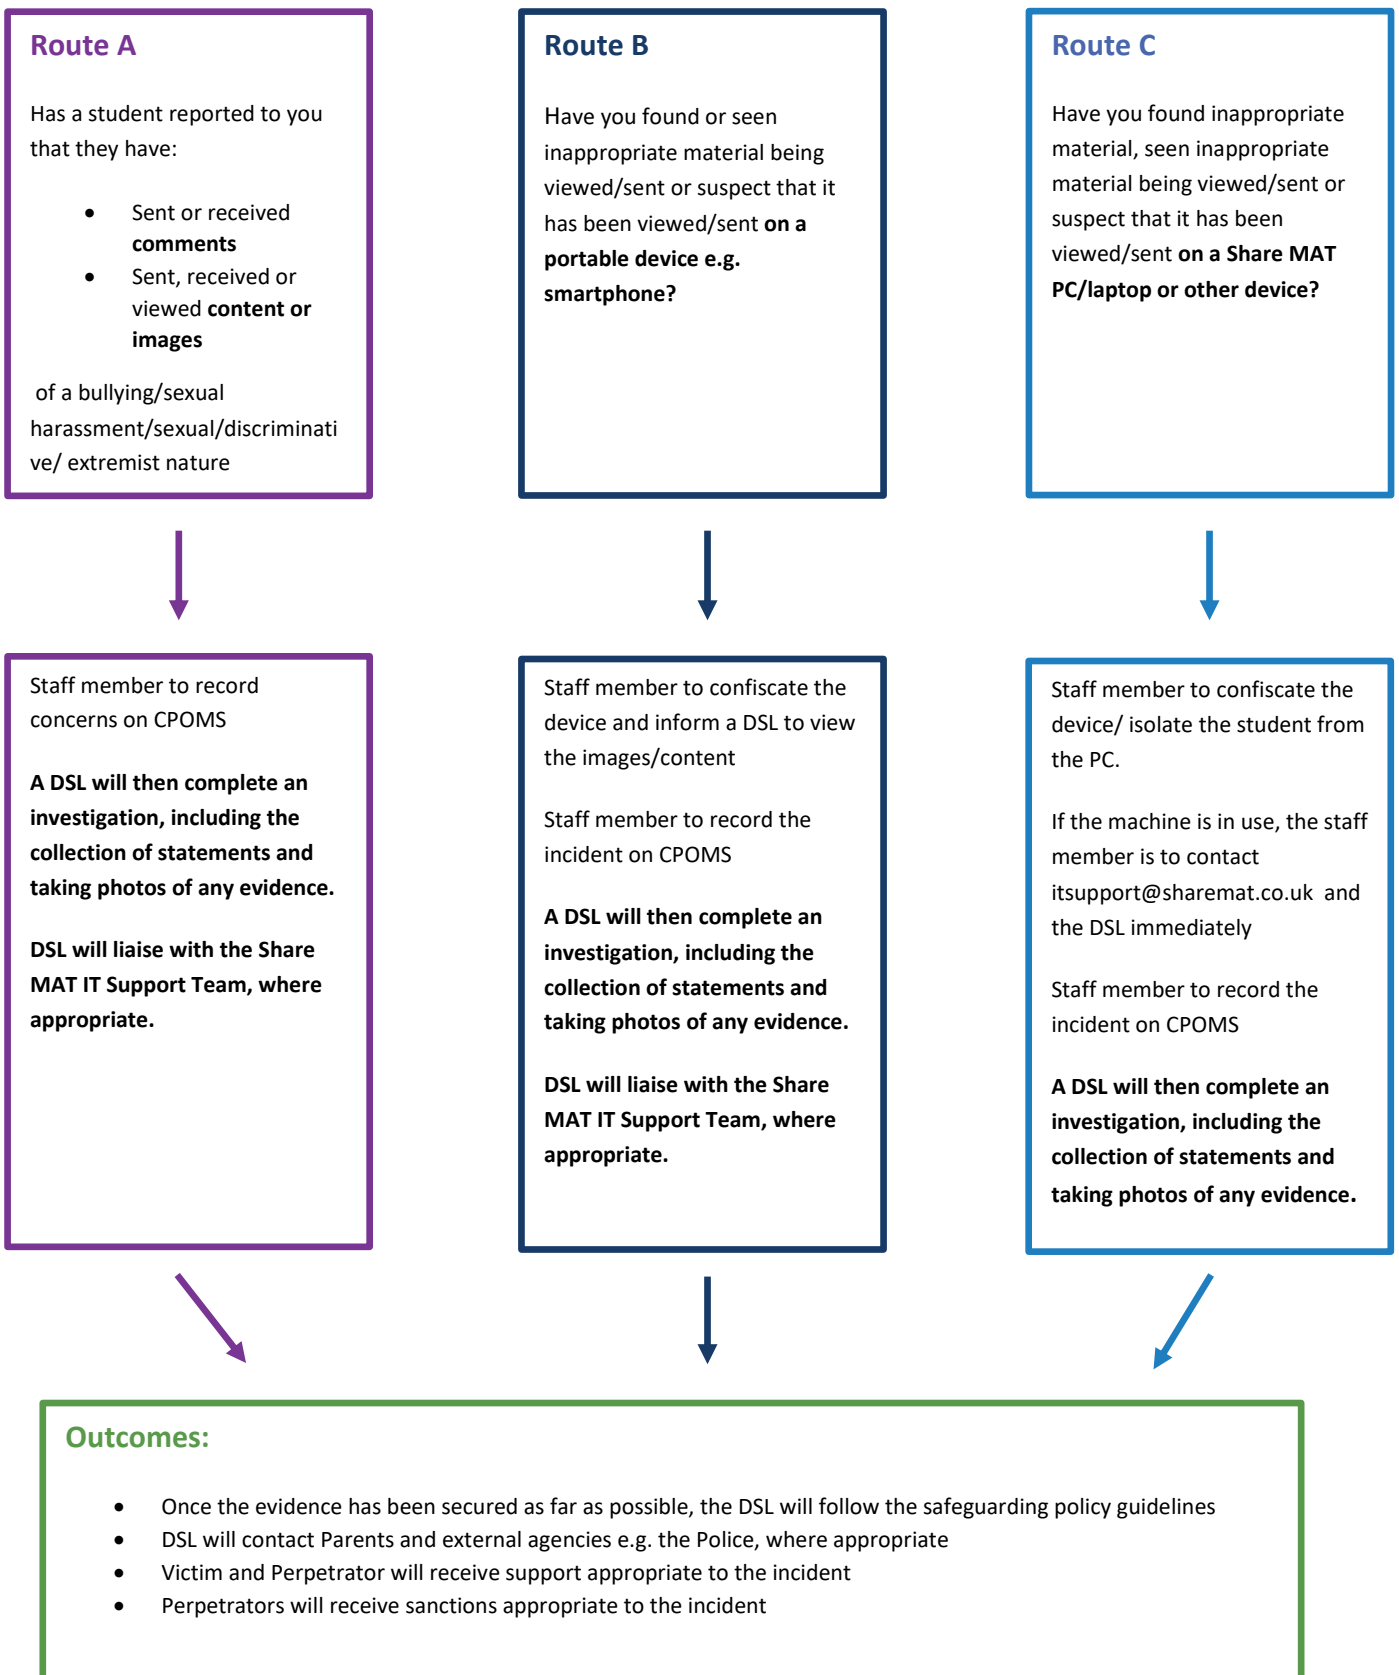 Route A
Has a student reported to you
that they have:
• Sent or received
comments
• Sent, received or
viewed content or
images
of a bullying/sexual
harassment/sexual/discriminati
ve/ extremist nature
Route B
Have you found or seen
inappropriate material being
viewed/sent or suspect that it
has been viewed/sent on a
portable device e.g.
smartphone?
Route C
Have you found inappropriate
material, seen inappropriate
material being viewed/sent or
suspect that it has been
viewed/sent on a Share MAT
PC/laptop or other device?
Staff member to record
concerns on CPOMS
A DSL will then complete an
investigation, including the
collection of statements and
taking photos of any evidence.
DSL will liaise with the Share
MAT IT Support Team, where
appropriate.
Staff member to confiscate the
device and inform a DSL to view
the images/content
Staff member to record the
incident on CPOMS
A DSL will then complete an
investigation, including the
collection of statements and
taking photos of any evidence.
DSL will liaise with the Share
MAT IT Support Team, where
appropriate.
Staff member to confiscate the
device/ isolate the student from
the PC.
If the machine is in use, the staff
member is to contact
itsupport@sharemat.co.uk and
the DSL immediately
Staff member to record the
incident on CPOMS
A DSL will then complete an
investigation, including the
collection of statements and
taking photos of any evidence.
Outcomes:
• Once the evidence has been secured as far as possible, the DSL will follow the safeguarding policy guidelines
• DSL will contact Parents and external agencies e.g. the Police, where appropriate
• Victim and Perpetrator will receive support appropriate to the incident
• Perpetrators will receive sanctions appropriate to the incident